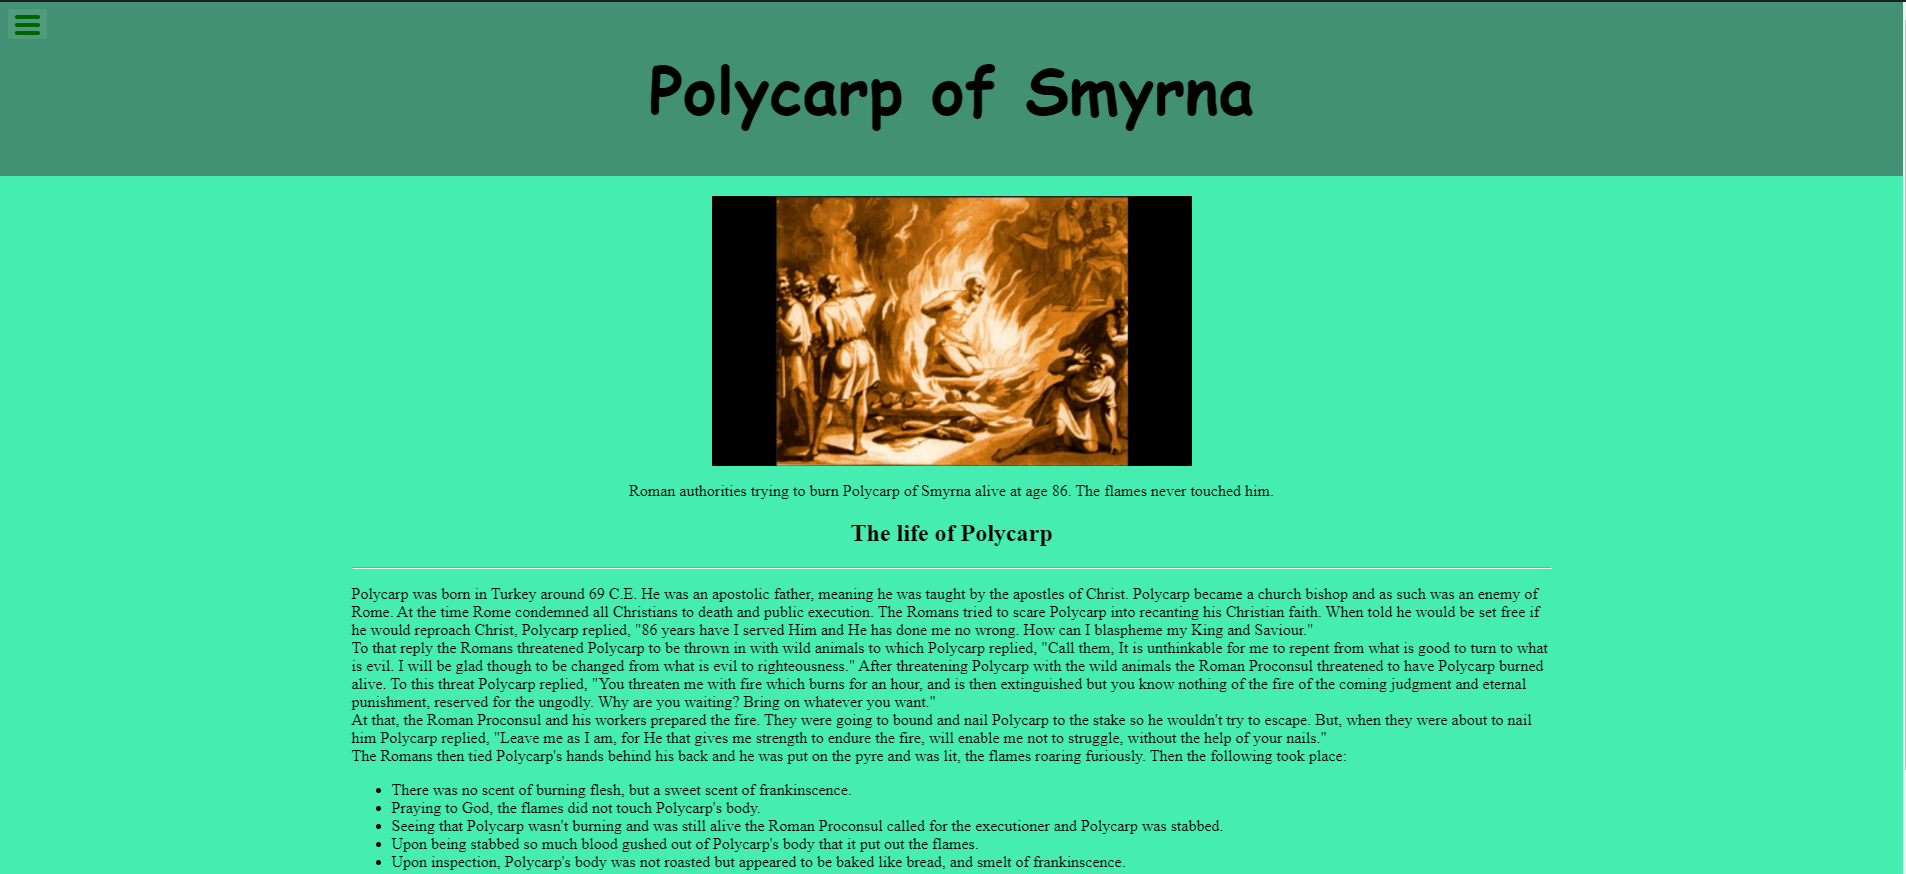 Polycarp of Smyrna
Roman authorities trying to burn Polycarp of Smyrna alive at age 86. The flames never touched him.
The life of Polycarp
Polycarp was born in Turkey around 69 C.E. He was an apostolic father, meaning he was taught by the apostles of Christ. Polycarp became a church bishop and as such was an enemy of
Rome. At the time Rome condemned all Christians to death and public execution. The Romans tried to scare Polycarp into recanting his Christian faith. When told he would be set free if
he would reproach Christ, Polycarp replied, "86 years have I served Him and He has done me no wrong. How can I blaspheme my King and Saviour."
To that reply the Romans threatened Polycarp to be thrown in with wild animals to which Polycarp replied, "Call them, It is unthinkable for me to repent from what is good to turn to what
is evil. I will be glad though to be changed from what is evil to righteousness." After threatening Polycarp with the wild animals the Roman Proconsul threatened to have Polycarp burned
alive. To this threat Polycarp replied, "You threaten me with fire which burns for an hour, and is then extinguished but you know nothing of the fire of the coming judgment and eternal
punishment, reserved for the ungodly. Why are you waiting? Bring on whatever you want."
At that, the Roman Proconsul and his workers prepared the fire. They were going to bound and nail Polycarp to the stake so he wouldn't try to escape. But, when they were about to nail
him Polycarp replied, "Leave me as I am, for He that gives me strength to endure the fire, will enable me not to struggle, without the help of your nails."
The Romans then tied Polycarp's hands behind his back and he was put on the pyre and was lit, the flames roaring furiously. Then the following took place:
• There was no scent of burning flesh, but a sweet scent of frankinscence.
• Praying to God, the flames did not touch Polycarp's body.
• Seeing that Polycarp wasn't burning and was still alive the Roman Proconsul called for the executioner and Polycarp was stabbed.
• Upon being stabbed so much blood gushed out of Polycarp's body that it put out the flames.
• Upon inspection, Polycarp's body was not roasted but appeared to be baked like bread, and smelt of frankinscence.